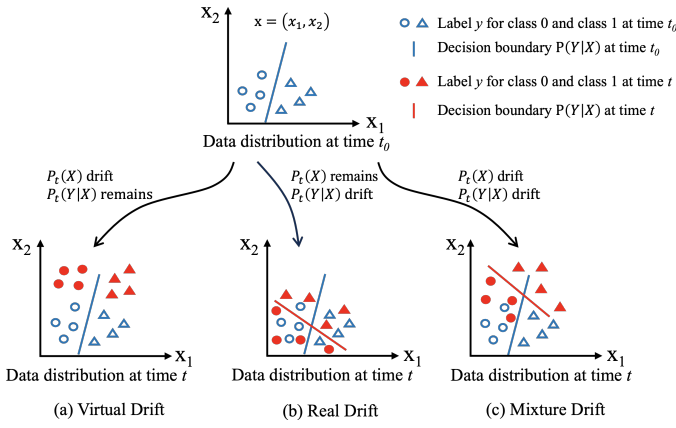 X₂
x = (x₁, x₂)
X₁
Data distribution at time t₀
Label y for class 0 and class 1 at time t₀
Decision boundary P(Y|X) at time t₀
Label y for class 0 and class 1 at time t
Decision boundary P(Y|X) at time t
Pₜ(X) drift
Pₜ(Y|X) remains
Pₜ(X) remains
Pₜ(Y|X) drift
Pₜ(X) drift
Pₜ(Y|X) drift
X₂
X₁
Data distribution at time t
(a) Virtual Drift
X₂
X₁
Data distribution at time t
(b) Real Drift
X₂
X₁
Data distribution at time t
(c) Mixture Drift